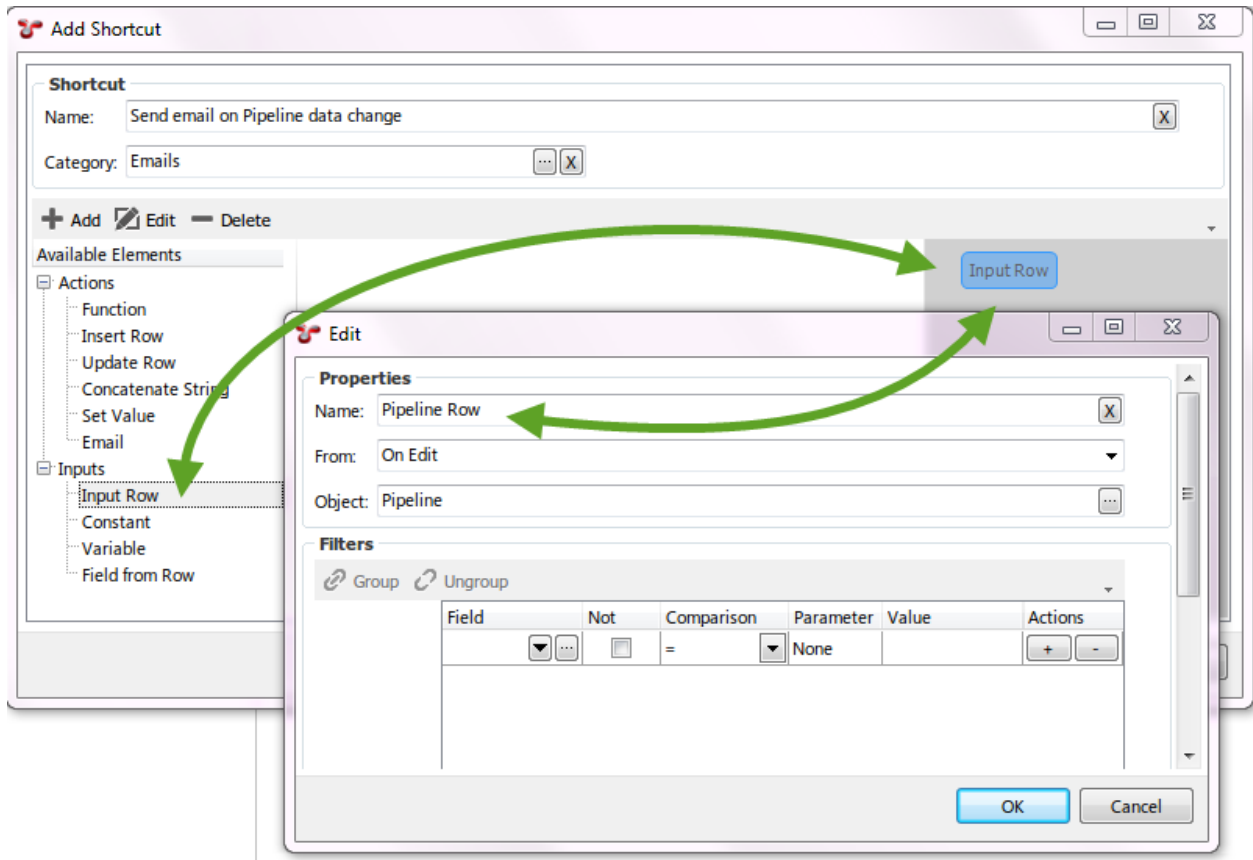 Add Shortcut
X
Shortcut
Name: Send email on Pipeline data change X
Category: Emails ... X
Add Edit Delete
Available Elements
Actions
Function
Insert Row
Update Row
Concatenate String
Set Value
Email
Inputs
Input Row
Constant
Variable
Field from Row
Input Row
Edit
X
Properties
Name: Pipeline Row X
From: On Edit
Object: Pipeline ...
Filters
Group Ungroup
Field Not Comparison Parameter Value Actions
... = None + -
OK Cancel